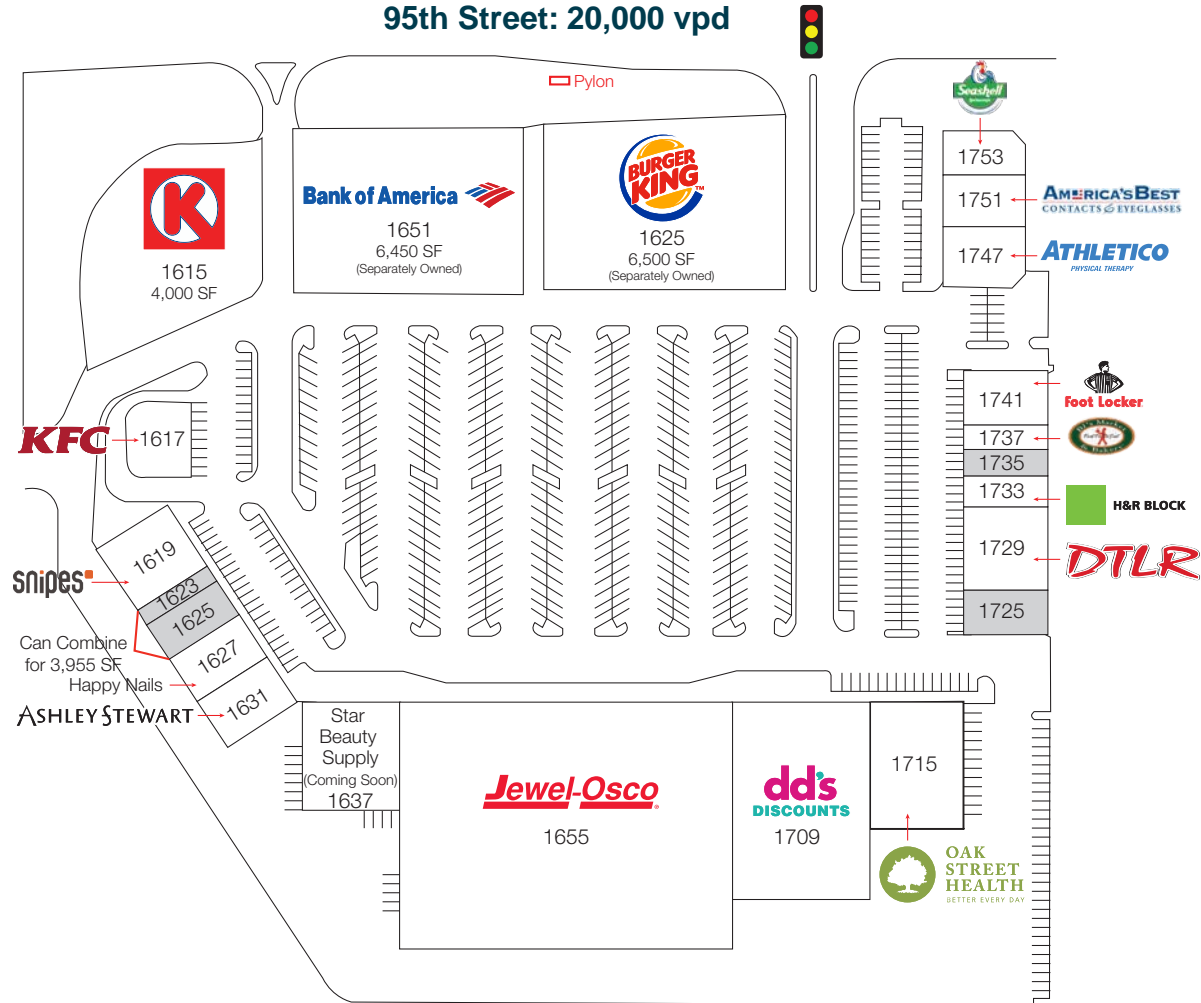 95th Street: 20,000 vpd
Pylon
Seashell
1753
1751
AMERICA'S BEST
CONTACTS & EYEGLASSES
1747
ATHLETICO
PHYSICAL THERAPY
K
1615
4,000 SF
Bank of America
1651
6,450 SF
(Separately Owned)
BURGER
KING™
1625
6,500 SF
(Separately Owned)
1741
Foot Locker
1737
1735
1733
H&R BLOCK
1729
DTLR
1725
KFC
1617
snipes
1619
1623
1625
Can Combine
for 3,955 SF
1627
Happy Nails
1631
ASHLEY STEWART
Star
Beauty
Supply
(Coming Soon)
1637
Jewel-Osco
1655
dd's
DISCOUNTS
1709
1715
OAK
STREET
HEALTH
BETTER EVERY DAY